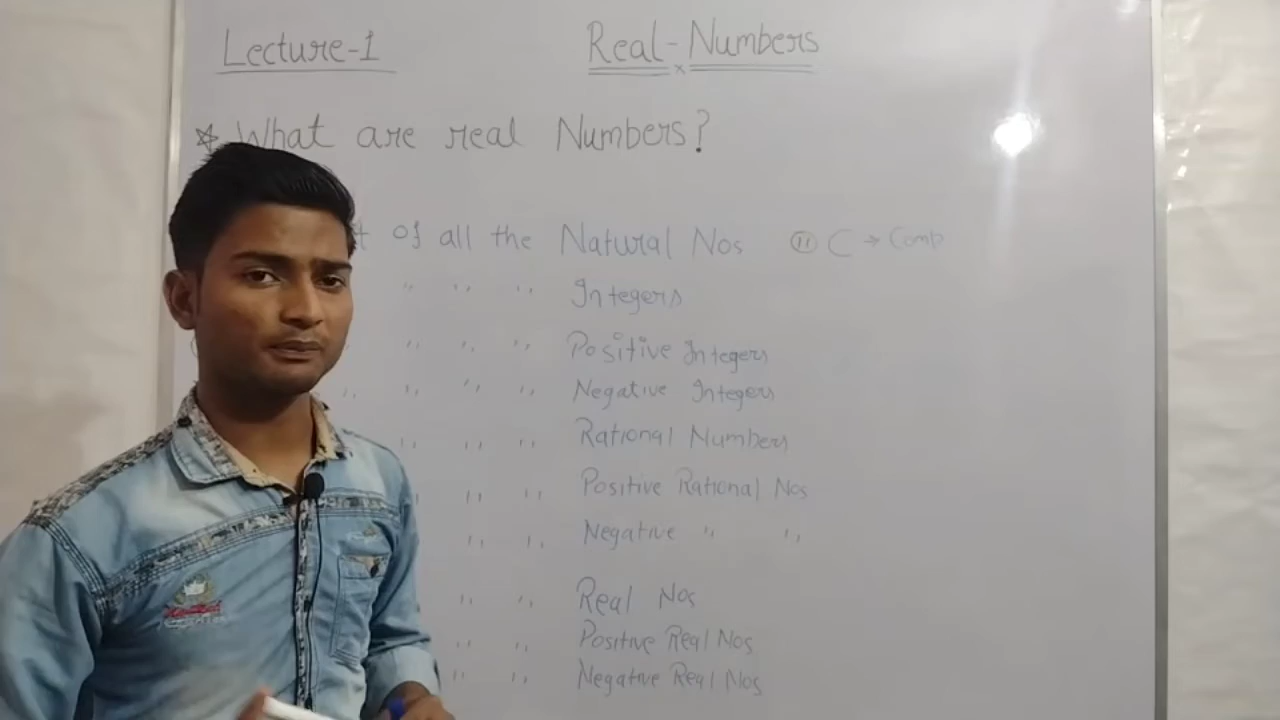 Lecture-1 Real-Numbers
☆ What are real Numbers?
of all the Natural Nos ⑪ C → Comp
" " " Integers
" " " Positive Integers
" " " " Negative Integers
" " " Rational Numbers
" " " Positive Rational Nos
" " Negative " "
" " Real Nos
" " Positive Real Nos
" " Negative Real Nos